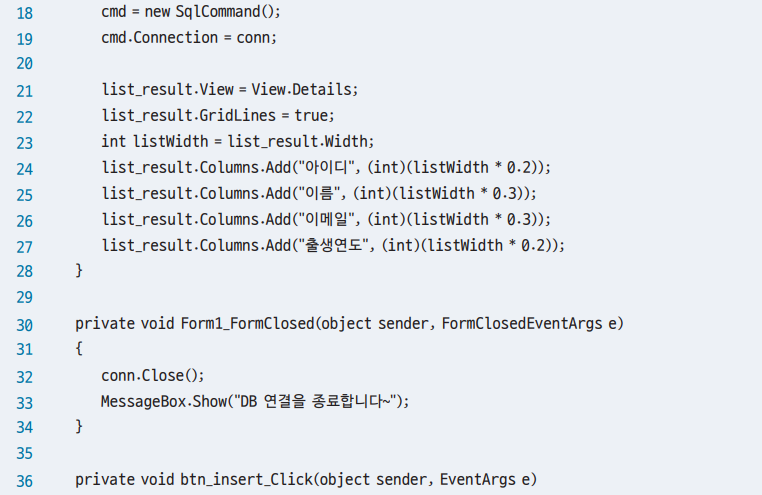 18 cmd = new SqlCommand();
19 cmd.Connection = conn;
20
21 list_result.View = View.Details;
22 list_result.GridLines = true;
23 int listWidth = list_result.Width;
24 list_result.Columns.Add("아이디", (int)(listWidth * 0.2));
25 list_result.Columns.Add("이름", (int)(listWidth * 0.3));
26 list_result.Columns.Add("이메일", (int)(listWidth * 0.3));
27 list_result.Columns.Add("출생연도", (int)(listWidth * 0.2));
28 }
29
30 private void Form1_FormClosed(object sender, FormClosedEventArgs e)
31 {
32 conn.Close();
33 MessageBox.Show("DB 연결을 종료합니다~");
34 }
35
36 private void btn_insert_Click(object sender, EventArgs e)